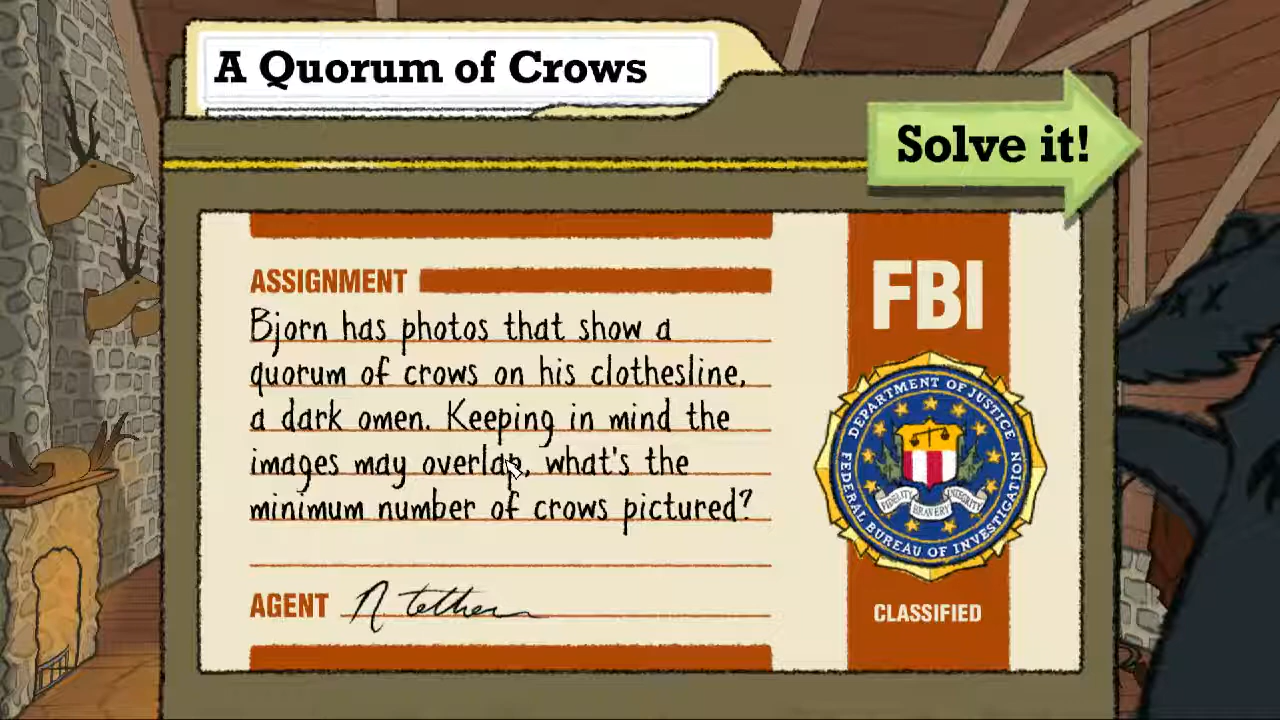 A Quorum of Crows
Solve it!
ASSIGNMENT
Bjorn has photos that show a
quorum of crows on his clothesline,
a dark omen. Keeping in mind the
images may overlap, what's the
minimum number of crows pictured?
AGENT N Tethers
FBI
DEPARTMENT OF JUSTICE
FIDELITY BRAVERY INTEGRITY
FEDERAL BUREAU OF INVESTIGATION
CLASSIFIED